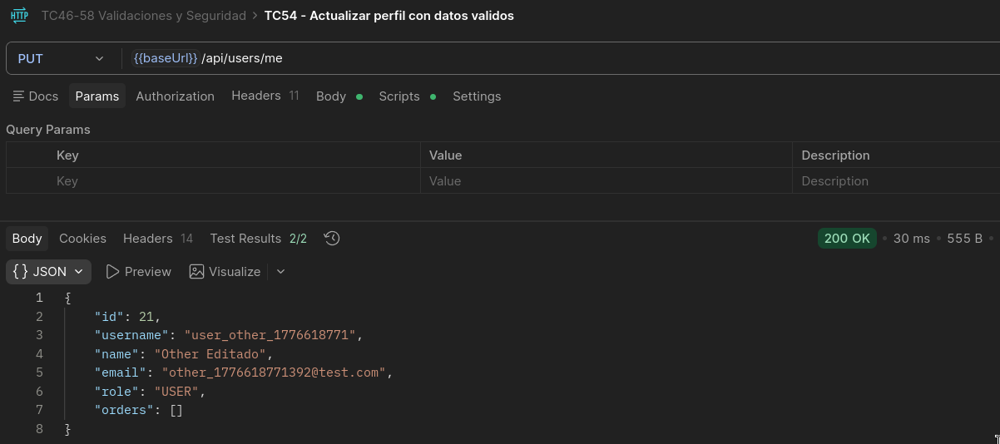 HTTP TC46-58 Validaciones y Seguridad > TC54 - Actualizar perfil con datos validos
PUT {{baseUrl}} /api/users/me
Docs Params Authorization Headers 11 Body Scripts Settings
Query Params
Key Value Description
Key Value Description
Body Cookies Headers 14 Test Results 2/2 200 OK • 30 ms • 555 B •
{} JSON Preview Visualize
1 {
2 "id": 21,
3 "username": "user_other_1776618771",
4 "name": "Other Editado",
5 "email": "other_1776618771392@test.com",
6 "role": "USER",
7 "orders": []
8 }